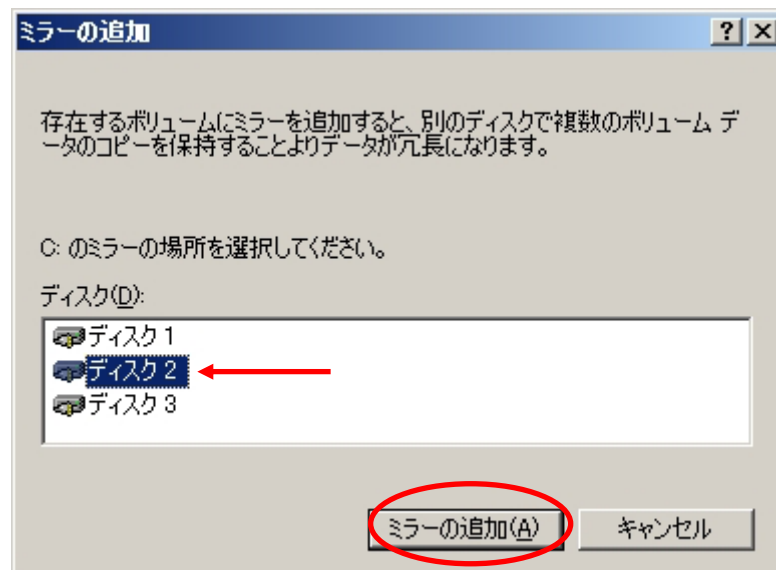 ミラーの追加
存在するボリュームにミラーを追加すると、別のディスクで複数のボリューム デ
ータのコピーを保持することよりデータが冗長になります。
C: のミラーの場所を選択してください。
ディスク(D):
ディスク 1
ディスク 2
ディスク 3
ミラーの追加(A) キャンセル